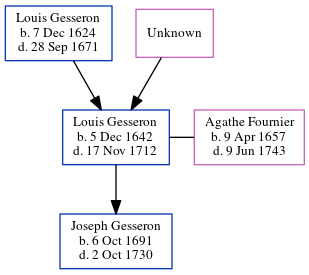 Louis Gesseron
b. 7 Dec 1624
d. 28 Sep 1671
Unknown
Louis Gesseron
b. 5 Dec 1642
d. 17 Nov 1712
Agathe Fournier
b. 9 Apr 1657
d. 9 Jun 1743
Joseph Gesseron
b. 6 Oct 1691
d. 2 Oct 1730